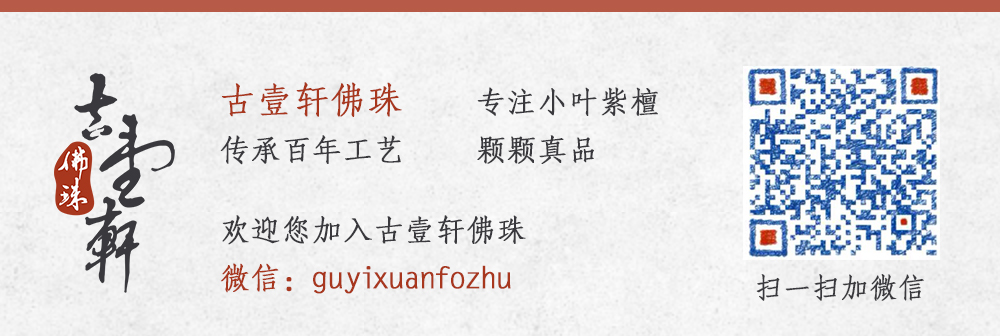 古壹軒
佛珠
古壹轩佛珠
专注小叶紫檀
传承百年工艺
颗颗真品
欢迎您加入古壹轩佛珠
微信：guyixuanfozhu
扫一扫加微信